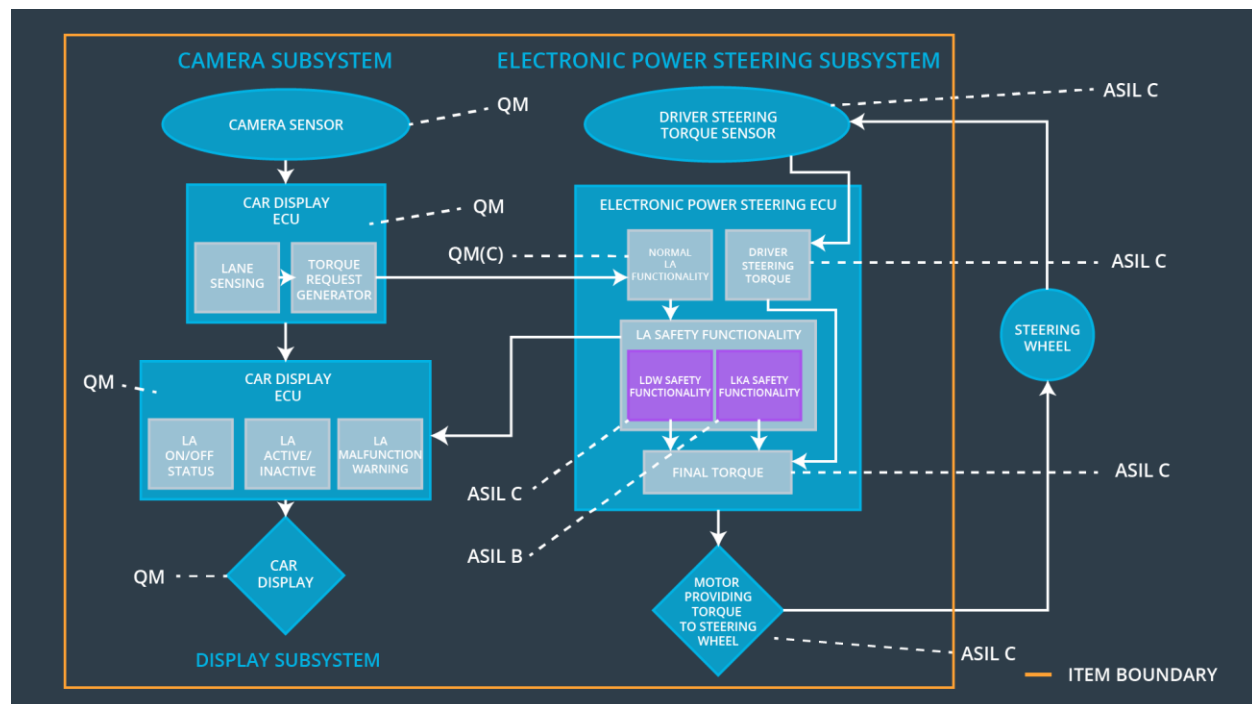 CAMERA SUBSYSTEM
ELECTRONIC POWER STEERING SUBSYSTEM
CAMERA SENSOR
QM
DRIVER STEERING
TORQUE SENSOR
ASIL C
CAR DISPLAY
ECU
QM
LANE
SENSING
TORQUE
REQUEST
GENERATOR
QM(C)
ELECTRONIC POWER STEERING ECU
NORMAL
LA
FUNCTIONALITY
DRIVER
STEERING
TORQUE
ASIL C
LA SAFETY FUNCTIONALITY
LDW SAFETY
FUNCTIONALITY
LKA SAFETY
FUNCTIONALITY
STEERING
WHEEL
QM
CAR DISPLAY
ECU
LA
ON/OFF
STATUS
LA
ACTIVE/
INACTIVE
LA
MALFUNCTION
WARNING
FINAL TORQUE
ASIL C
ASIL C
ASIL B
QM
CAR
DISPLAY
MOTOR
PROVIDING
TORQUE
TO STEERING
WHEEL
ASIL C
DISPLAY SUBSYSTEM
ITEM BOUNDARY